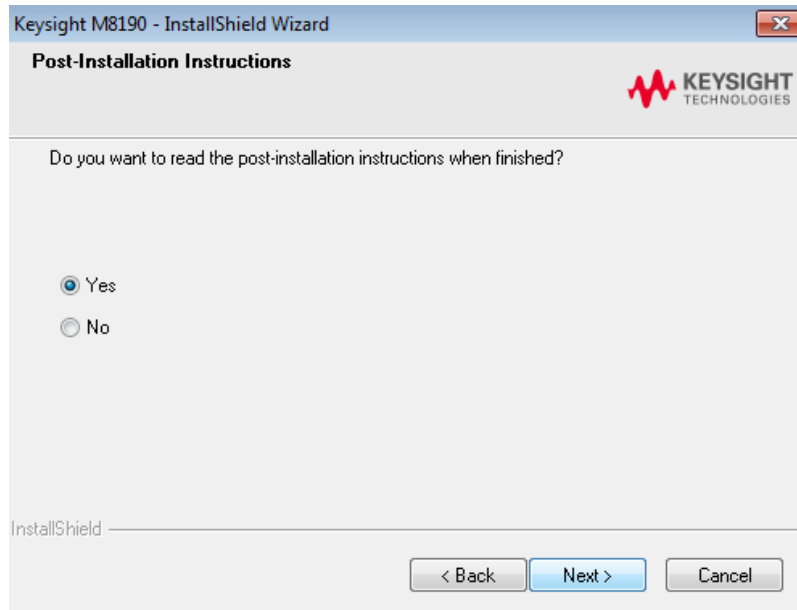 Keysight M8190 - InstallShield Wizard
Post-Installation Instructions
KEYSIGHT
TECHNOLOGIES
Do you want to read the post-installation instructions when finished?
Yes
No
InstallShield
< Back Next > Cancel